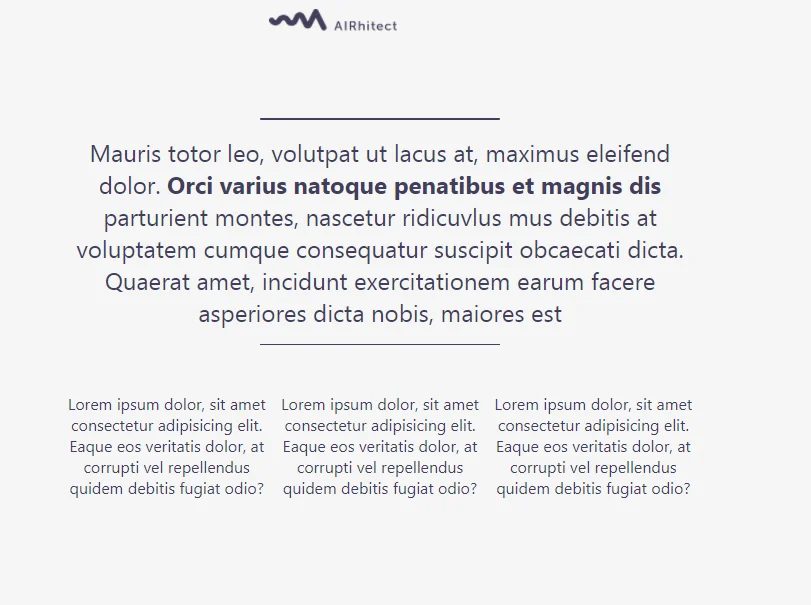 AIRhitect
Mauris totor leo, volutpat ut lacus at, maximus eleifend
dolor. Orci varius natoque penatibus et magnis dis
parturient montes, nascetur ridicuvlus mus debitis at
voluptatem cumque consequatur suscipit obcaecati dicta.
Quaerat amet, incidunt exercitationem earum facere
asperiores dicta nobis, maiores est
Lorem ipsum dolor, sit amet
consectetur adipisicing elit.
Eaque eos veritatis dolor, at
corrupti vel repellendus
quidem debitis fugiat odio?
Lorem ipsum dolor, sit amet
consectetur adipisicing elit.
Eaque eos veritatis dolor, at
corrupti vel repellendus
quidem debitis fugiat odio?
Lorem ipsum dolor, sit amet
consectetur adipisicing elit.
Eaque eos veritatis dolor, at
corrupti vel repellendus
quidem debitis fugiat odio?